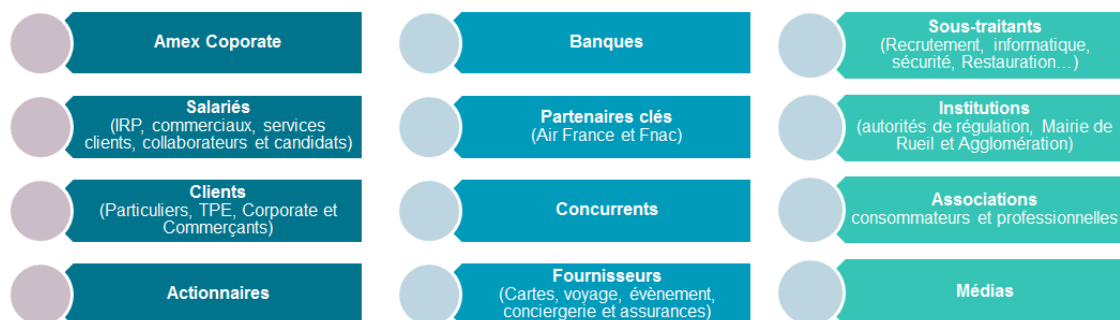 Amex Coporate
Salariés
(IRP, commerciaux, services
clients, collaborateurs et candidats)
Clients
(Particuliers, TPE, Corporate et
Commerçants)
Actionnaires
Banques
Partenaires clés
(Air France et Fnac)
Concurrents
Fournisseurs
(Cartes, voyage, évènement,
conciergerie et assurances)
Sous-traitants
(Recrutement, informatique,
sécurité, Restauration…)
Institutions
(autorités de régulation, Mairie de
Rueil et Agglomération)
Associations
consommateurs et professionnelles
Médias